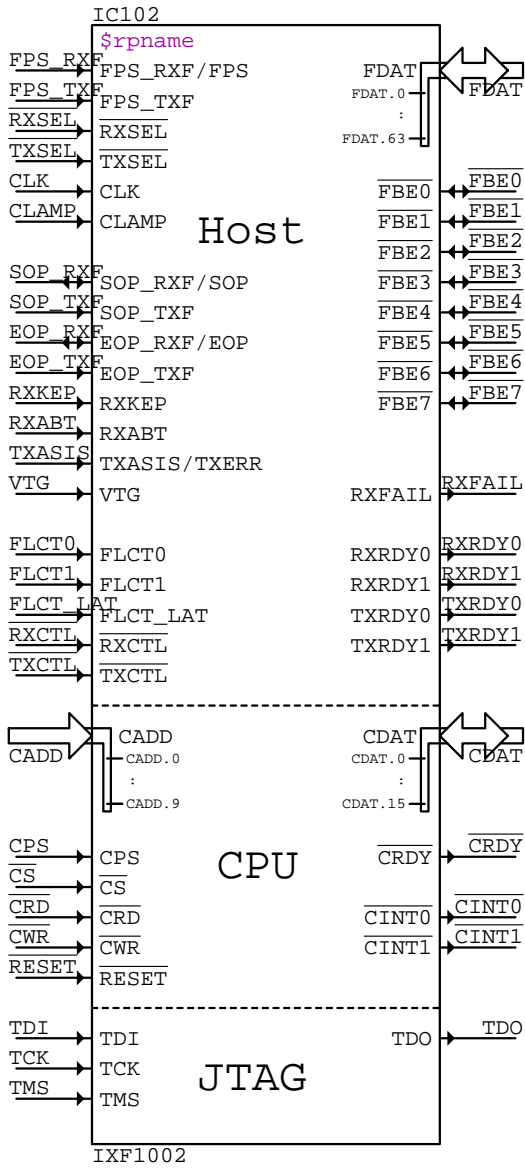 IC102
$rpname
FPS_RXF FPS_RXF/FPS FDAT FDAT
FPS_TXF FPS_TXF FDAT.0
:
RXSEL RXSEL
FDAT.63
TXSEL TXSEL
CLK CLK FBE0 FBE0
CLAMP CLAMP FBE1 FBE1
Host
FBE2 FBE2
SOP_RXF SOP_RXF/SOP FBE3 FBE3
SOP_TXF SOP_TXF FBE4 FBE4
EOP_RXF EOP_RXF/EOP FBE5 FBE5
EOP_TXF EOP_TXF FBE6 FBE6
RXKEP RXKEP FBE7 FBE7
RXABT RXABT
TXASIS TXASIS/TXERR
VTG VTG RXFAIL RXFAIL
FLCT0 FLCT0 RXRDY0 RXRDY0
FLCT1 FLCT1 RXRDY1 RXRDY1
FLCT_LAT FLCT_LAT TXRDY0 TXRDY0
RXCTL RXCTL TXRDY1 TXRDY1
TXCTL TXCTL
CADD CADD CDAT CDAT
CADD.0 CDAT.0
: :
CADD.9 CDAT.15
CPS CPS CRDY CRDY
CPU
CS CS
CRD CRD CINT0 CINT0
CWR CWR CINT1 CINT1
RESET RESET
TDI TDI TDO TDO
TCK TCK
JTAG
TMS TMS
IXF1002